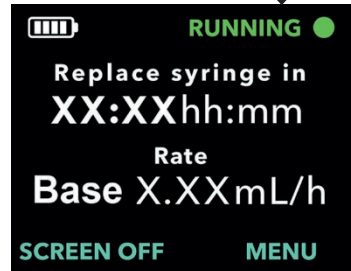 RUNNING
Replace syringe in
XX:XXhh:mm
Rate
Base X.XXmL/h
SCREEN OFF MENU